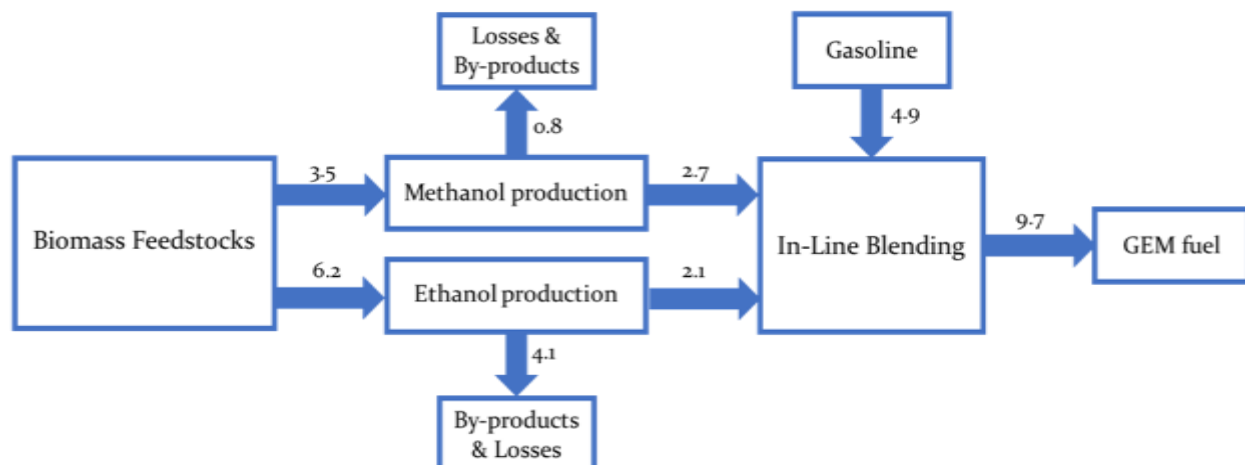 Losses &
By-products
Gasoline
0.8
4.9
3.5
Methanol production
2.7
Biomass Feedstocks
In-Line Blending
9.7
GEM fuel
6.2
Ethanol production
2.1
4.1
By-products
& Losses